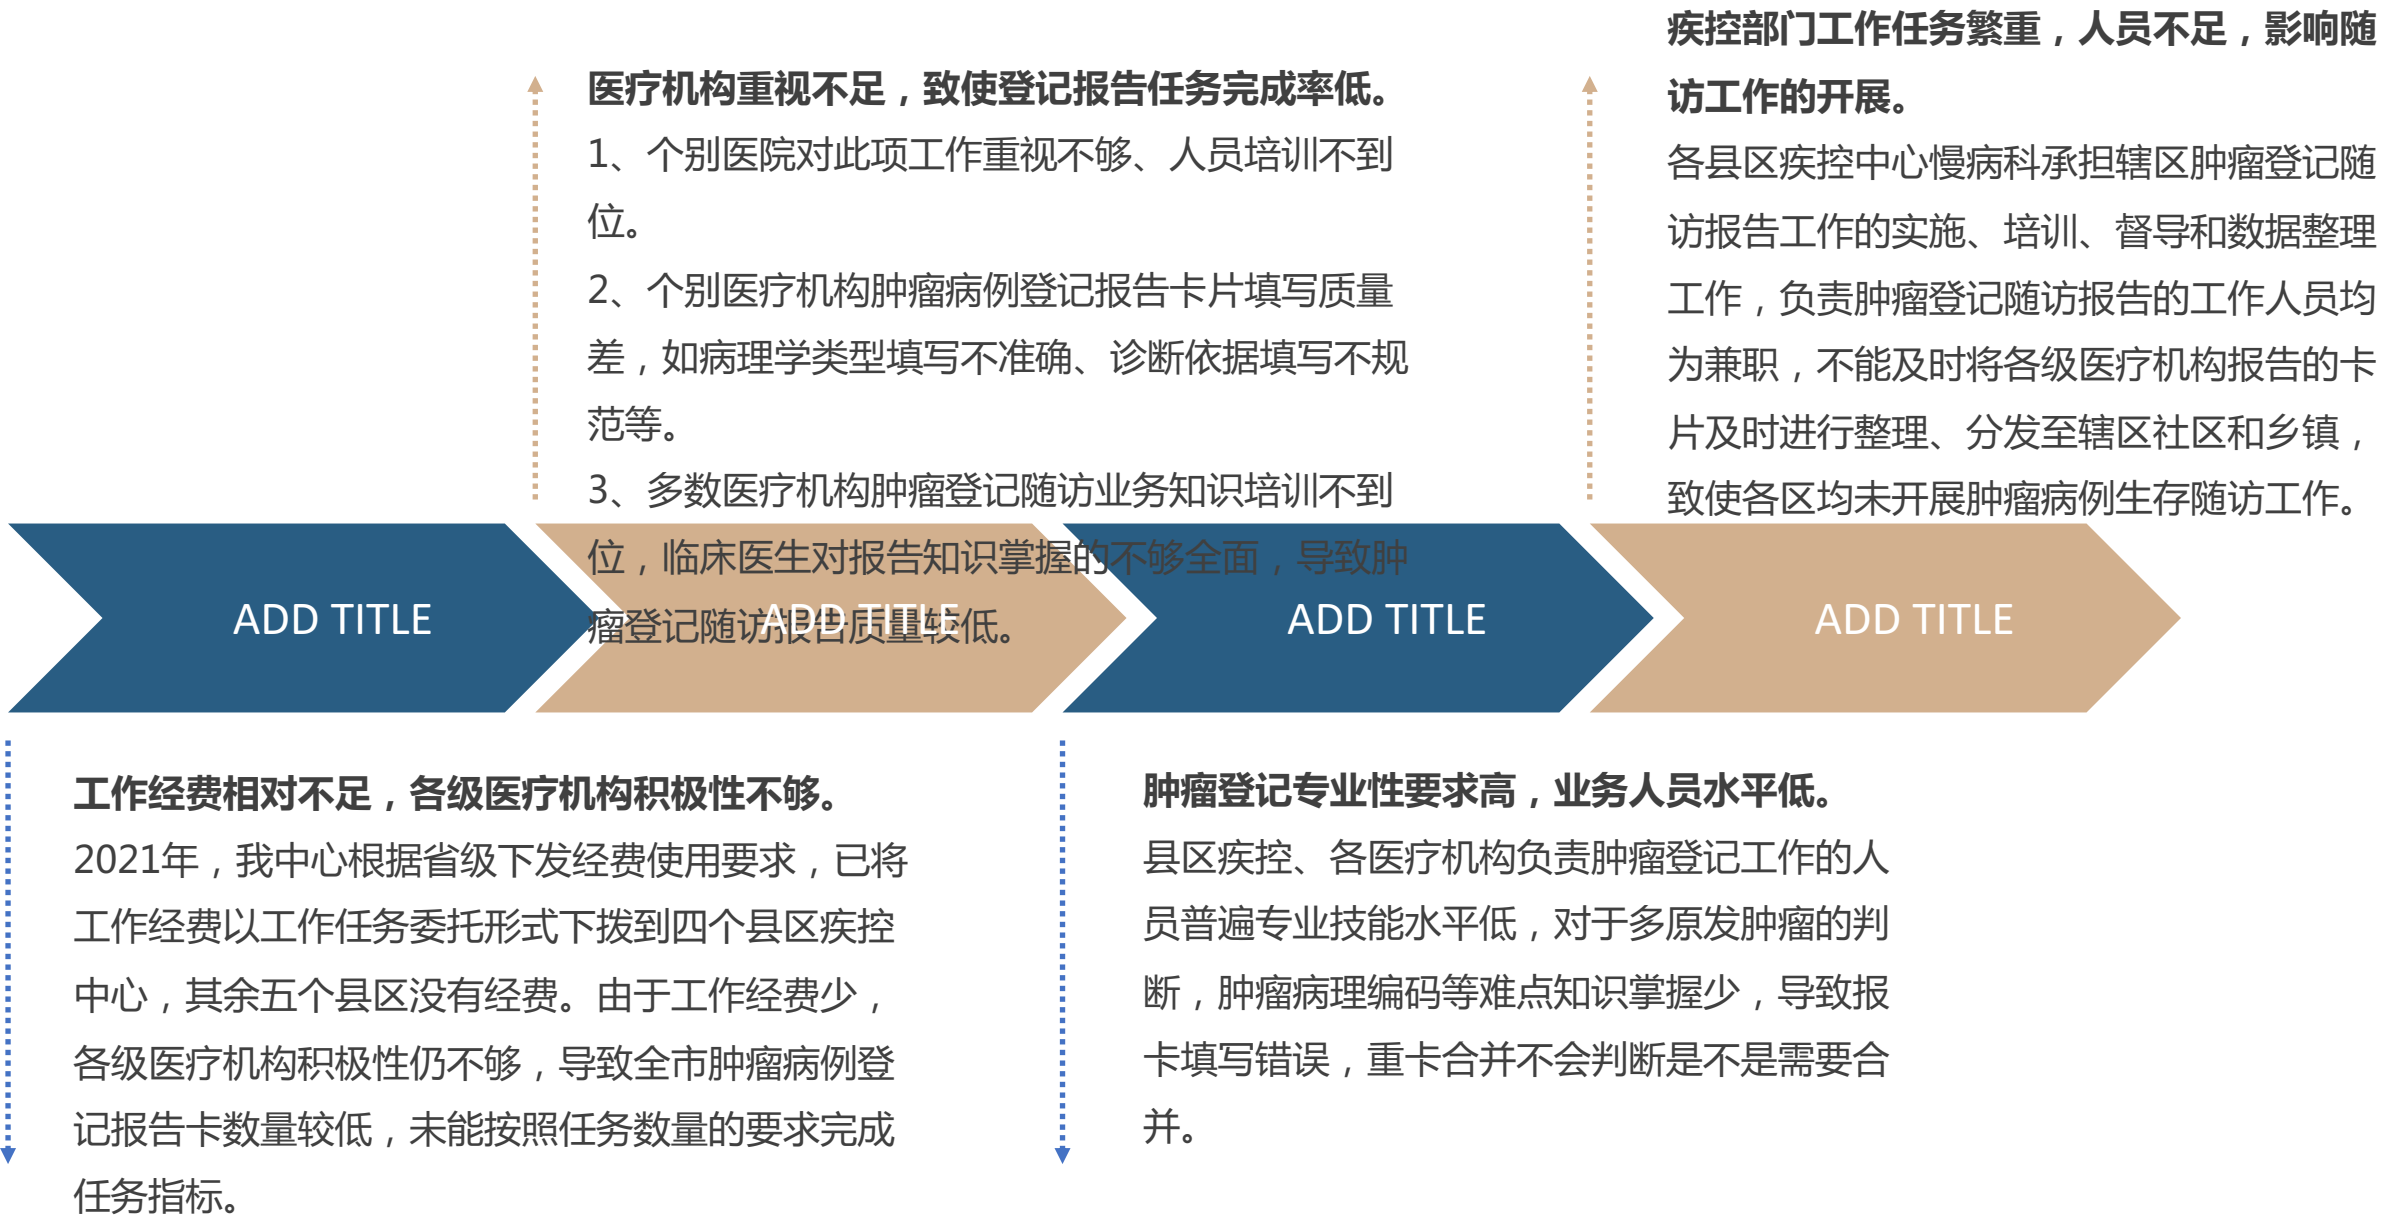 医疗机构重视不足，致使登记报告任务完成率低。
1、个别医院对此项工作重视不够、人员培训不到
位。
2、个别医疗机构肿瘤病例登记报告卡片填写质量
差，如病理学类型填写不准确、诊断依据填写不规
范等。
3、多数医疗机构肿瘤登记随访业务知识培训不到
位，临床医生对报告知识掌握的不够全面，导致肿
瘤登记随访报告质量较低。
疾控部门工作任务繁重，人员不足，影响随
访工作的开展。
各县区疾控中心慢病科承担辖区肿瘤登记随
访报告工作的实施、培训、督导和数据整理
工作，负责肿瘤登记随访报告的工作人员均
为兼职，不能及时将各级医疗机构报告的卡
片及时进行整理、分发至辖区社区和乡镇，
致使各区均未开展肿瘤病例生存随访工作。
ADD TITLE
ADD TITLE
ADD TITLE
ADD TITLE
工作经费相对不足，各级医疗机构积极性不够。
2021年，我中心根据省级下发经费使用要求，已将
工作经费以工作任务委托形式下拨到四个县区疾控
中心，其余五个县区没有经费。由于工作经费少，
各级医疗机构积极性仍不够，导致全市肿瘤病例登
记报告卡数量较低，未能按照任务数量的要求完成
任务指标。
肿瘤登记专业性要求高，业务人员水平低。
县区疾控、各医疗机构负责肿瘤登记工作的人
员普遍专业技能水平低，对于多原发肿瘤的判
断，肿瘤病理编码等难点知识掌握少，导致报
卡填写错误，重卡合并不会判断是不是需要合
并。